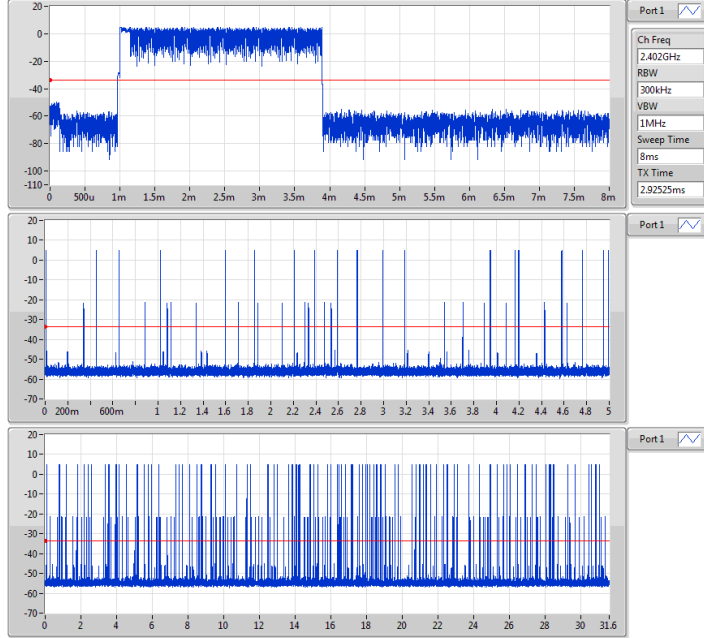 20
0
-20
-40
-60
-80
-100
-110
0 500u 1m 1.5m 2m 2.5m 3m 3.5m 4m 4.5m 5m 5.5m 6m 6.5m 7m 7.5m 8m
Port 1
Ch Freq
2.402GHz
RBW
300kHz
VBW
1MHz
Sweep Time
8ms
TX Time
2.92525ms
20
10
0
-10
-20
-30
-40
-50
-60
-70
0 200m 600m 1 1.2 1.4 1.6 1.8 2 2.2 2.4 2.6 2.8 3 3.2 3.4 3.6 3.8 4 4.2 4.4 4.6 4.8 5
Port 1
20
10
0
-10
-20
-30
-40
-50
-60
-70
0 2 4 6 8 10 12 14 16 18 20 22 24 26 28 30 31.6
Port 1